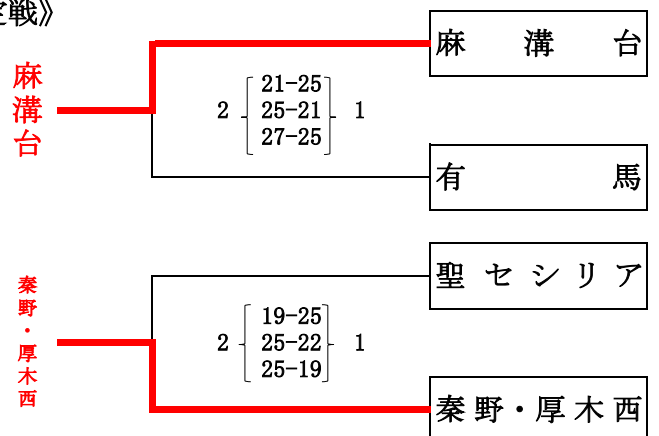 定戦》
麻溝台
麻溝台
21-25
2 25-21 1
27-25
有馬
聖セシリア
秦野・厚木西
19-25
2 25-22 1
25-19
秦野・厚木西